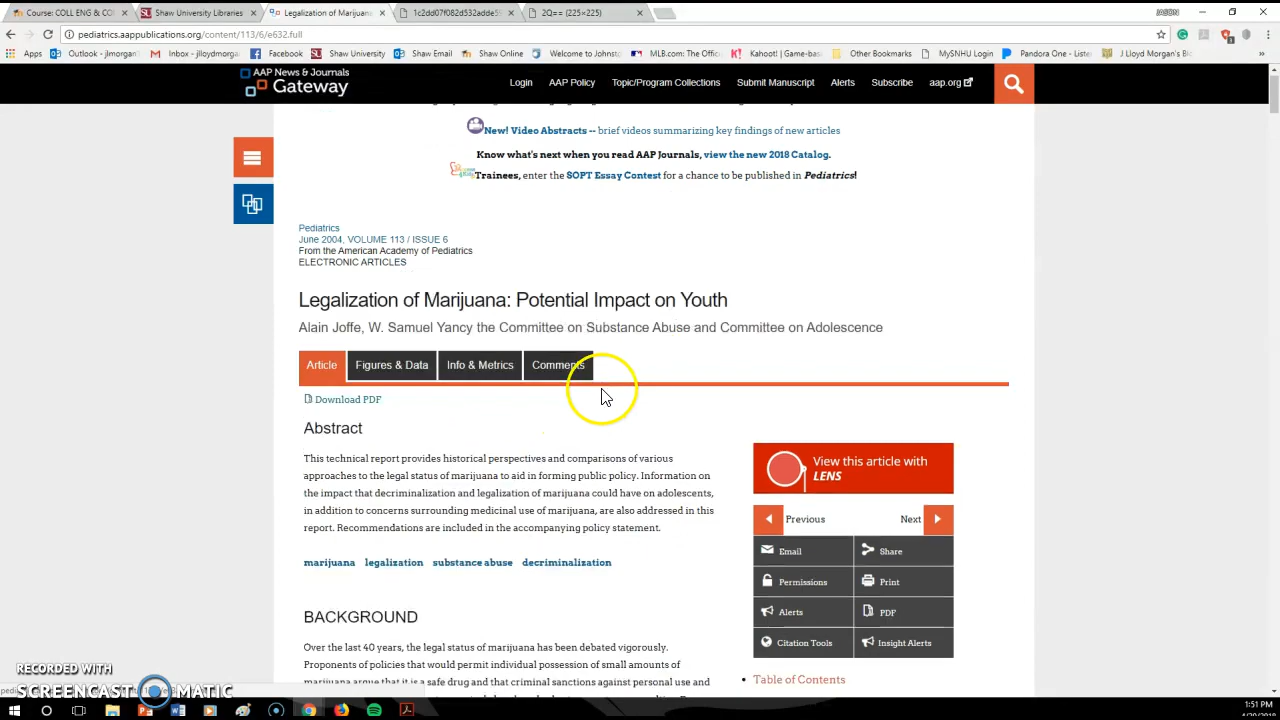 Course: COLL ENG & COLL
Shaw University Libraries
Legalization of Marijuana
1c2dd07f082d532adde5
2Q== (225×225)
JASON
pediatrics.aappublications.org/content/113/6/e632.full
Apps
Outlook - jlmorgan
Inbox - jlloydmorgan
Facebook
Shaw University
Shaw Email
Shaw Online
Welcome to Johnsto
MLB.com: The Offic
Kahoot! | Game-base
Other Bookmarks
MySNHU Login
Pandora One - Listen
J Lloyd Morgan's
AAP News & Journals
Gateway
Login
AAP Policy
Topic/Program Collections
Submit Manuscript
Alerts
Subscribe
aap.org
New! Video Abstracts -- brief videos summarizing key findings of new articles
Know what's next when you read AAP Journals, view the new 2018 Catalog.
Trainees, enter the SOPT Essay Contest for a chance to be published in Pediatrics!
Pediatrics
June 2004, VOLUME 113 / ISSUE 6
From the American Academy of Pediatrics
ELECTRONIC ARTICLES
Legalization of Marijuana: Potential Impact on Youth
Alain Joffe, W. Samuel Yancy the Committee on Substance Abuse and Committee on Adolescence
Article
Figures & Data
Info & Metrics
Comments
Download PDF
Abstract
This technical report provides historical perspectives and comparisons of various
approaches to the legal status of marijuana to aid in forming public policy. Information on
the impact that decriminalization and legalization of marijuana could have on adolescents,
in addition to concerns surrounding medicinal use of marijuana, are also addressed in this
report. Recommendations are included in the accompanying policy statement.
marijuana legalization substance abuse decriminalization
BACKGROUND
Over the last 40 years, the legal status of marijuana has been debated vigorously.
Proponents of policies that would permit individual possession of small amounts of
marijuana argue that it is a safe drug and that criminal sanctions against personal use and
View this article with
LENS
Previous
Next
Email
Share
Permissions
Print
Alerts
PDF
Citation Tools
Insight Alerts
Table of Contents
RECORDED WITH
SCREENCAST MATIC
1:51 PM